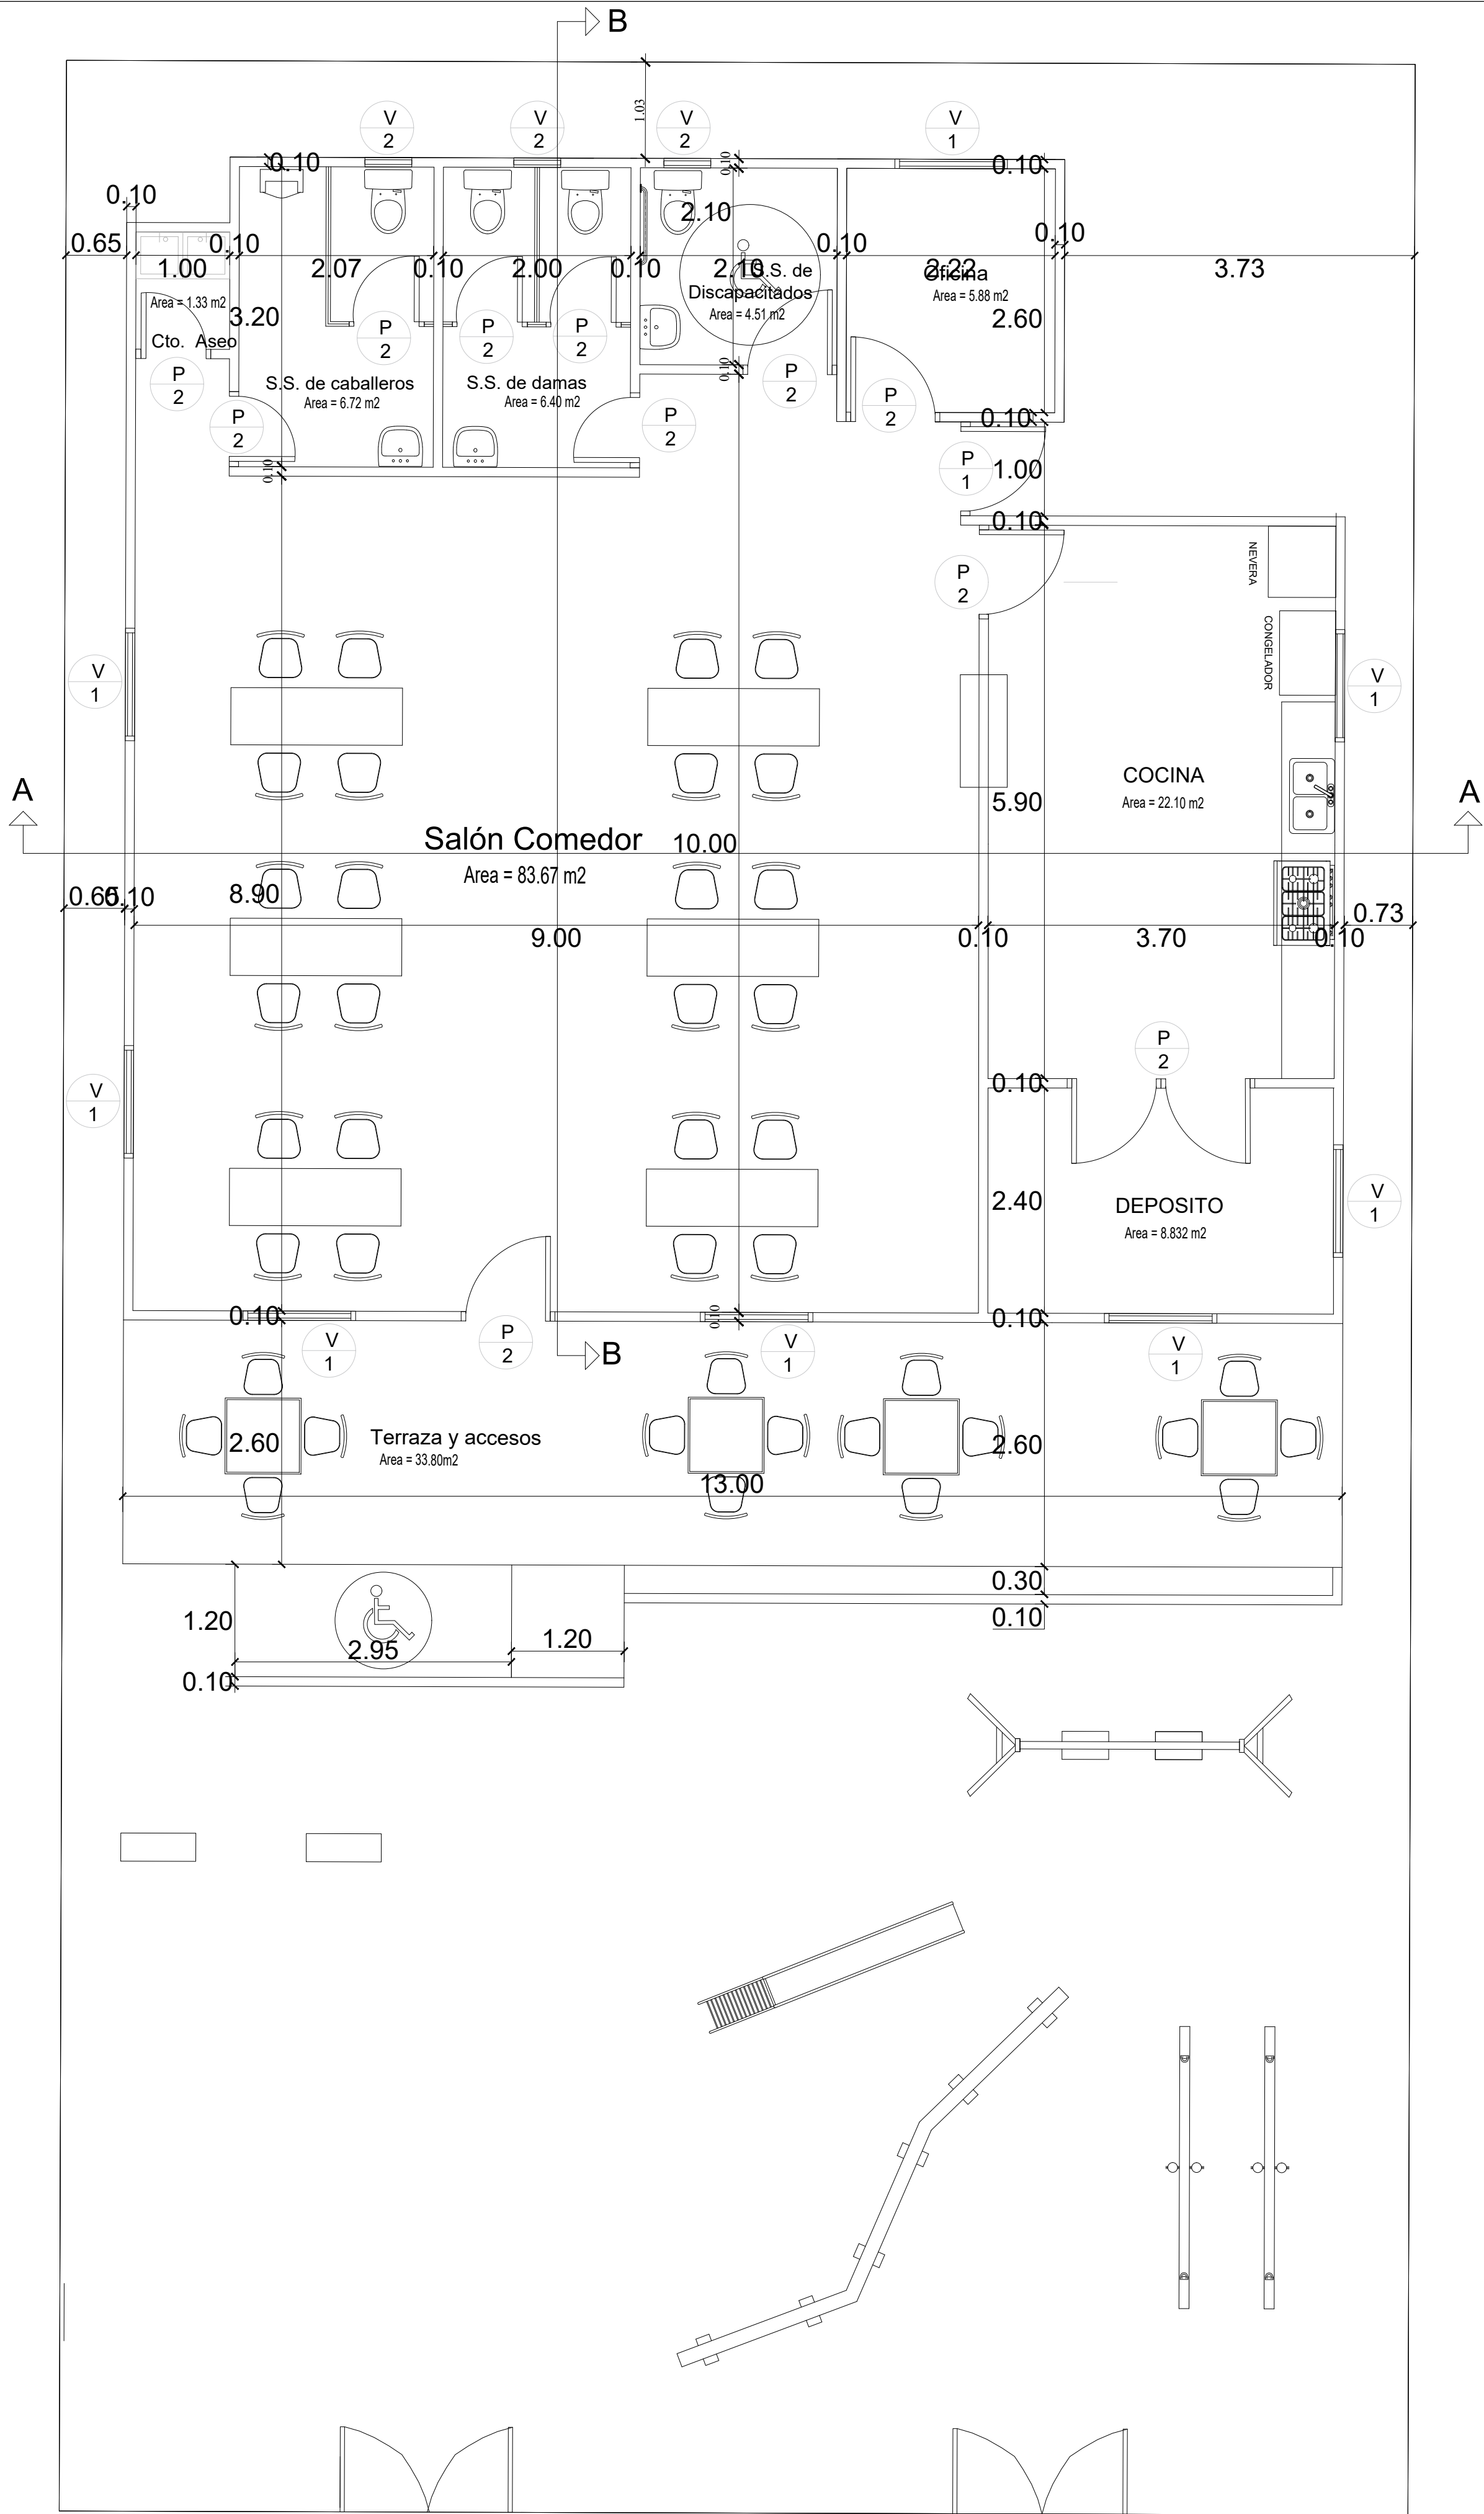 B
1.03
V
2
V
2
V
2
V
1
0.10
0.10
0.10
0.10
0.65
0.10
1.00
2.07
0.10
2.00
0.10
2.10
2.10
0.10
2.22
0.10
3.73
Oficina
Area = 5.88 m2
S.S. de
Discapacitados
Area = 4.51 m2
Area = 1.33 m2
Cto. Aseo
3.20
2.60
P
2
P
2
P
2
P
2
P
2
P
2
P
2
P
2
0.10
S.S. de caballeros
Area = 6.72 m2
S.S. de damas
Area = 6.40 m2
0.10
0.10
P
1
1.00
0.10
P
2
NEVERA
CONGELADOR
V
1
V
1
COCINA
Area = 22.10 m2
A
A
5.90
Salón Comedor
10.00
Area = 83.67 m2
0.65
0.10
8.90
9.00
0.10
3.70
0.10
0.73
P
2
V
1
0.10
2.40
DEPOSITO
Area = 8.832 m2
V
1
0.10
0.10
0.10
V
1
P
2
B
V
1
V
1
2.60
Terraza y accesos
Area = 33.80m2
2.60
13.00
0.30
0.10
1.20
2.95
1.20
0.10